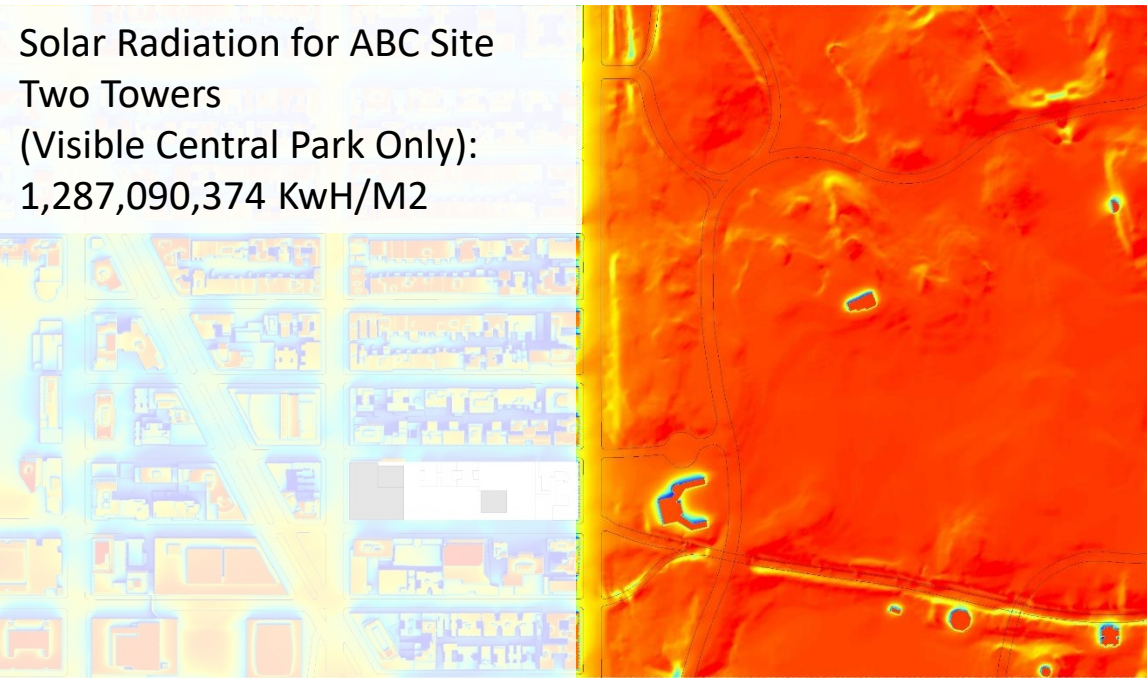 Solar Radiation for ABC Site
Two Towers
(Visible Central Park Only):
1,287,090,374 KwH/M2